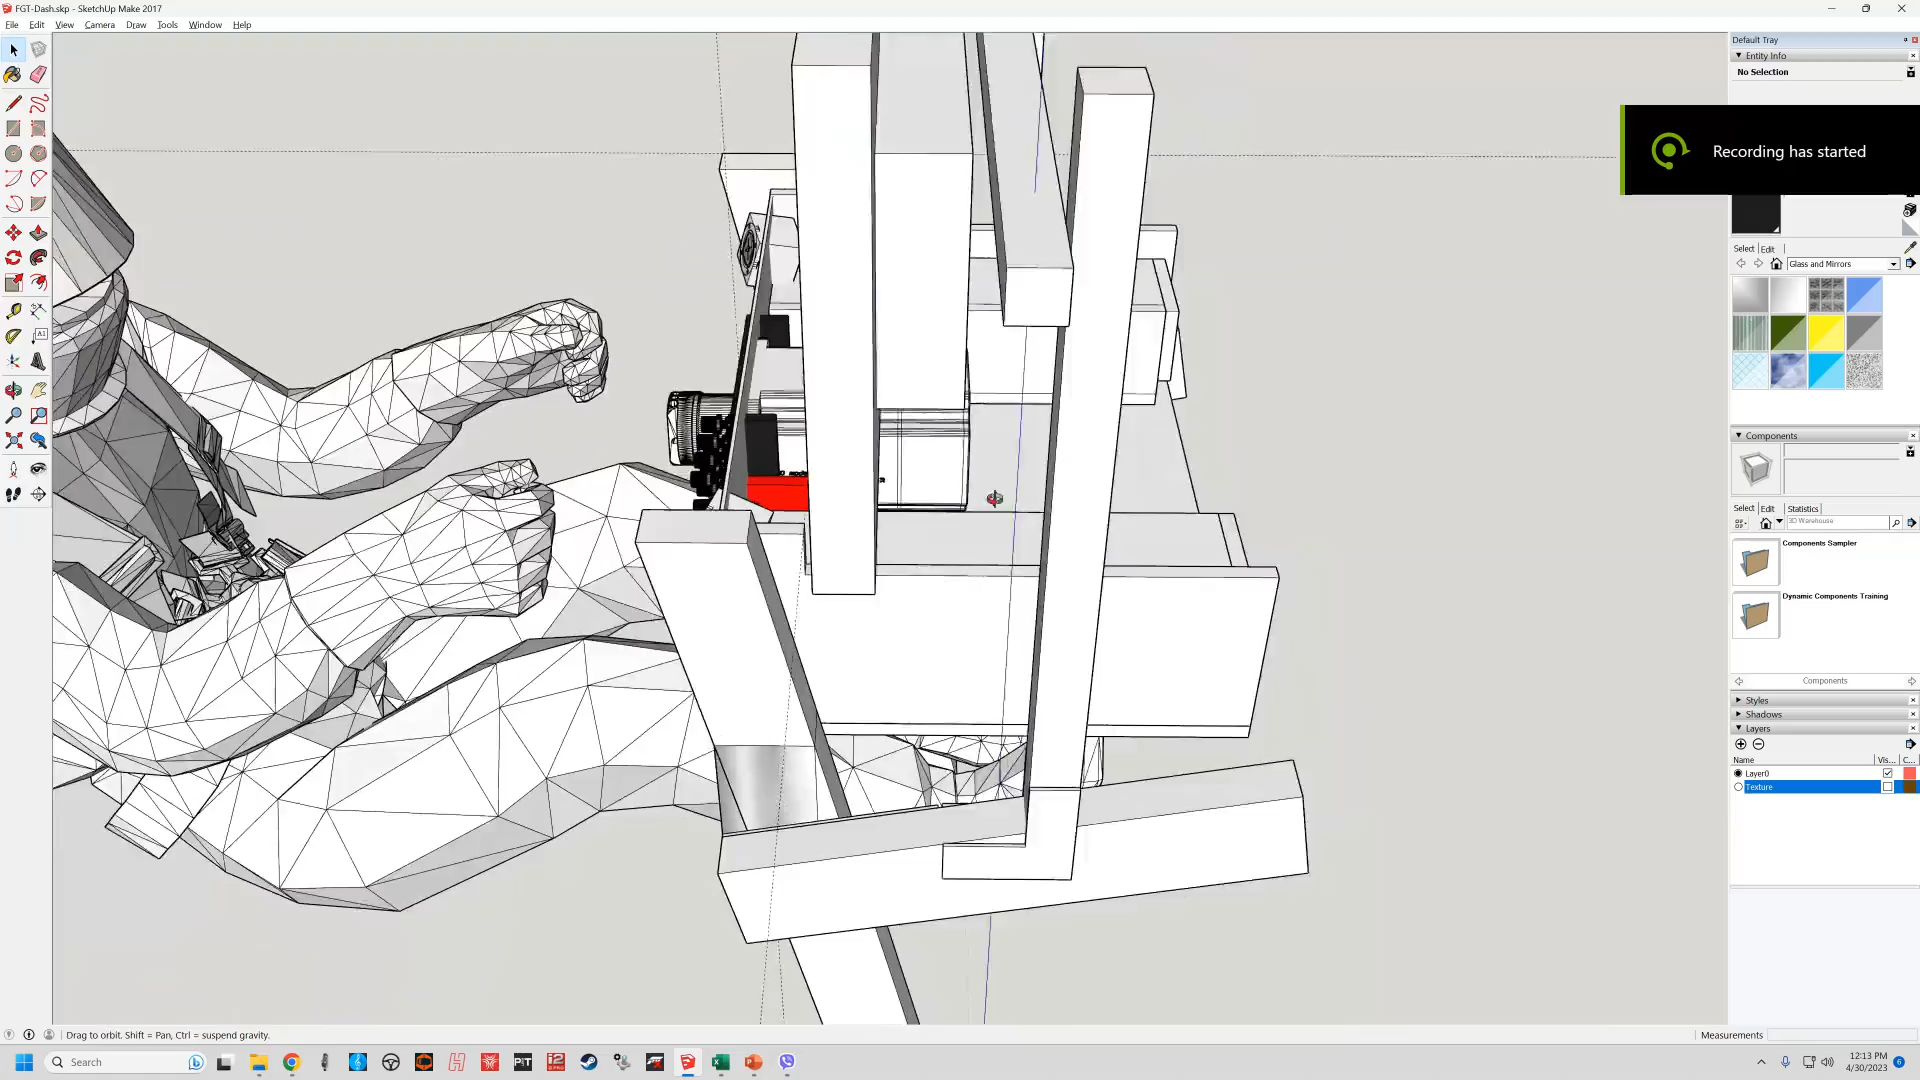 FGT-Dash.skp - SketchUp Make 2017
File Edit View Camera Draw Tools Window Help
Default Tray
Entity Info
No Selection
Recording has started
Select Edit
Glass and Mirrors
Components
Select Edit Statistics
3D Warehouse
Components Sampler
Dynamic Components Training
Components
Styles
Shadows
Layers
Name Vis... C...
Layer0
Texture
Drag to orbit. Shift = Pan, Ctrl = suspend gravity.
Measurements
Search
12:13 PM
4/30/2023
6